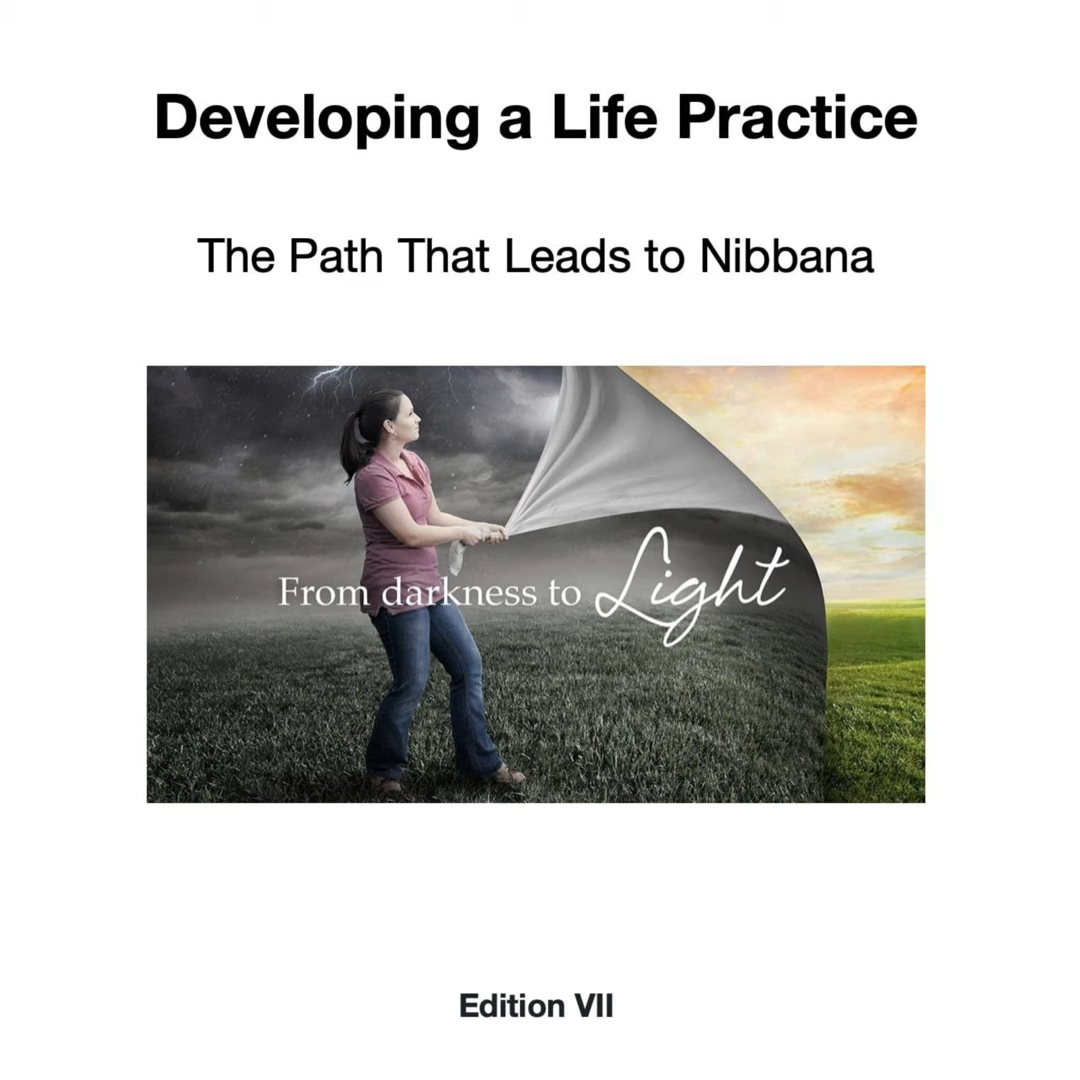 Developing a Life Practice
The Path That Leads to Nibbana
From darkness to Light
Edition VII